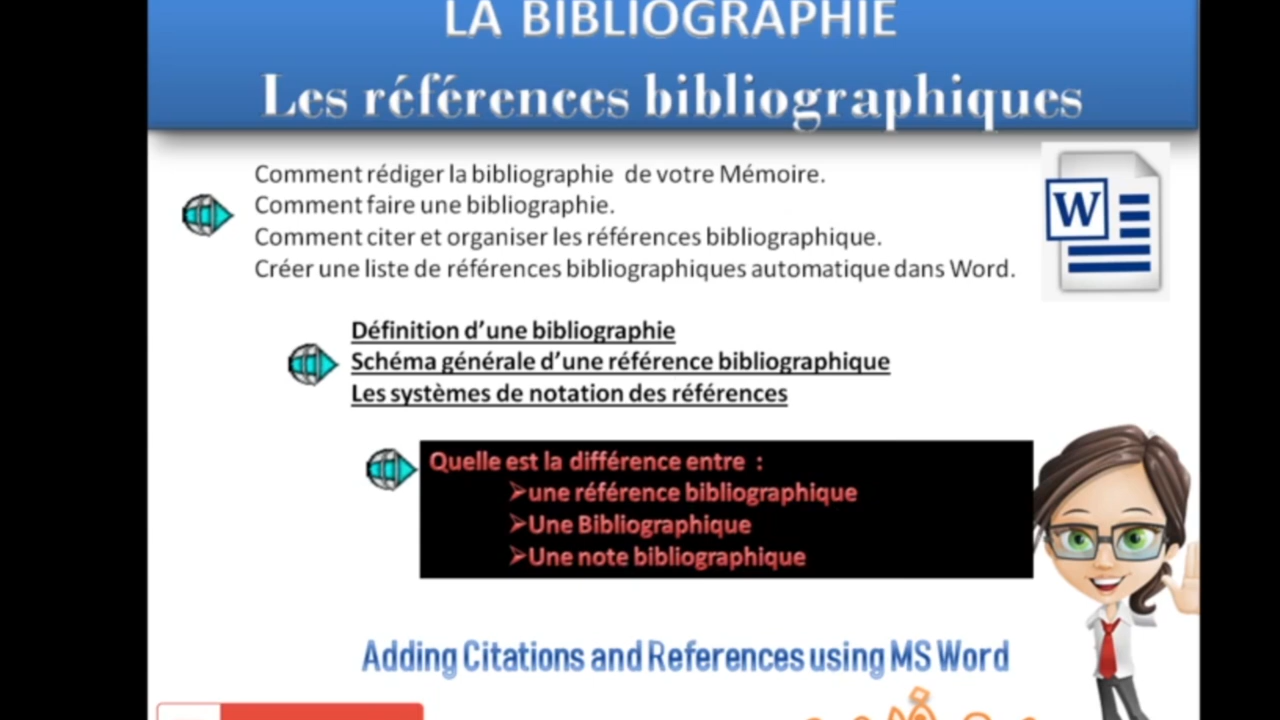 LA BIBLIOGRAPHIE
Les références bibliographiques
Comment rédiger la bibliographie de votre Mémoire.
Comment faire une bibliographie.
Comment citer et organiser les références bibliographique.
Créer une liste de références bibliographiques automatique dans Word.
W
Définition d'une bibliographie
Schéma générale d'une référence bibliographique
Les systèmes de notation des références
Quelle est la différence entre :
une référence bibliographique
Une Bibliographique
Une note bibliographique
Adding Citations and References using MS Word